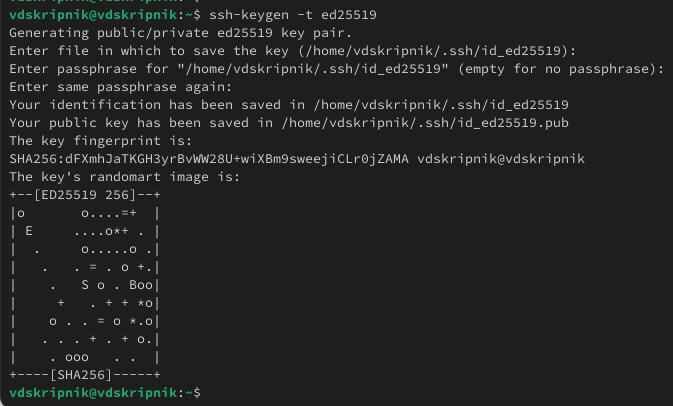 vdskripnik@vdskripnik:~$ ssh-keygen -t ed25519
Generating public/private ed25519 key pair.
Enter file in which to save the key (/home/vdskripnik/.ssh/id_ed25519):
Enter passphrase for "/home/vdskripnik/.ssh/id_ed25519" (empty for no passphrase):
Enter same passphrase again:
Your identification has been saved in /home/vdskripnik/.ssh/id_ed25519
Your public key has been saved in /home/vdskripnik/.ssh/id_ed25519.pub
The key fingerprint is:
SHA256:dFXmhJaTKGH3yrBvWW28U+wiXBm9sweejiCLr0jZAMA vdskripnik@vdskripnik
The key's randomart image is:
+--[ED25519 256]--+
|o       o....=+  |
| E     ....o*+ . |
|  .     o.....o .|
|   .   . = . o +.|
|    .   S o . Boo|
|     +   . + + *o|
|    o . . = o *.o|
|   . . . + . + o.|
|    . ooo   . .  |
+----[SHA256]-----+
vdskripnik@vdskripnik:~$